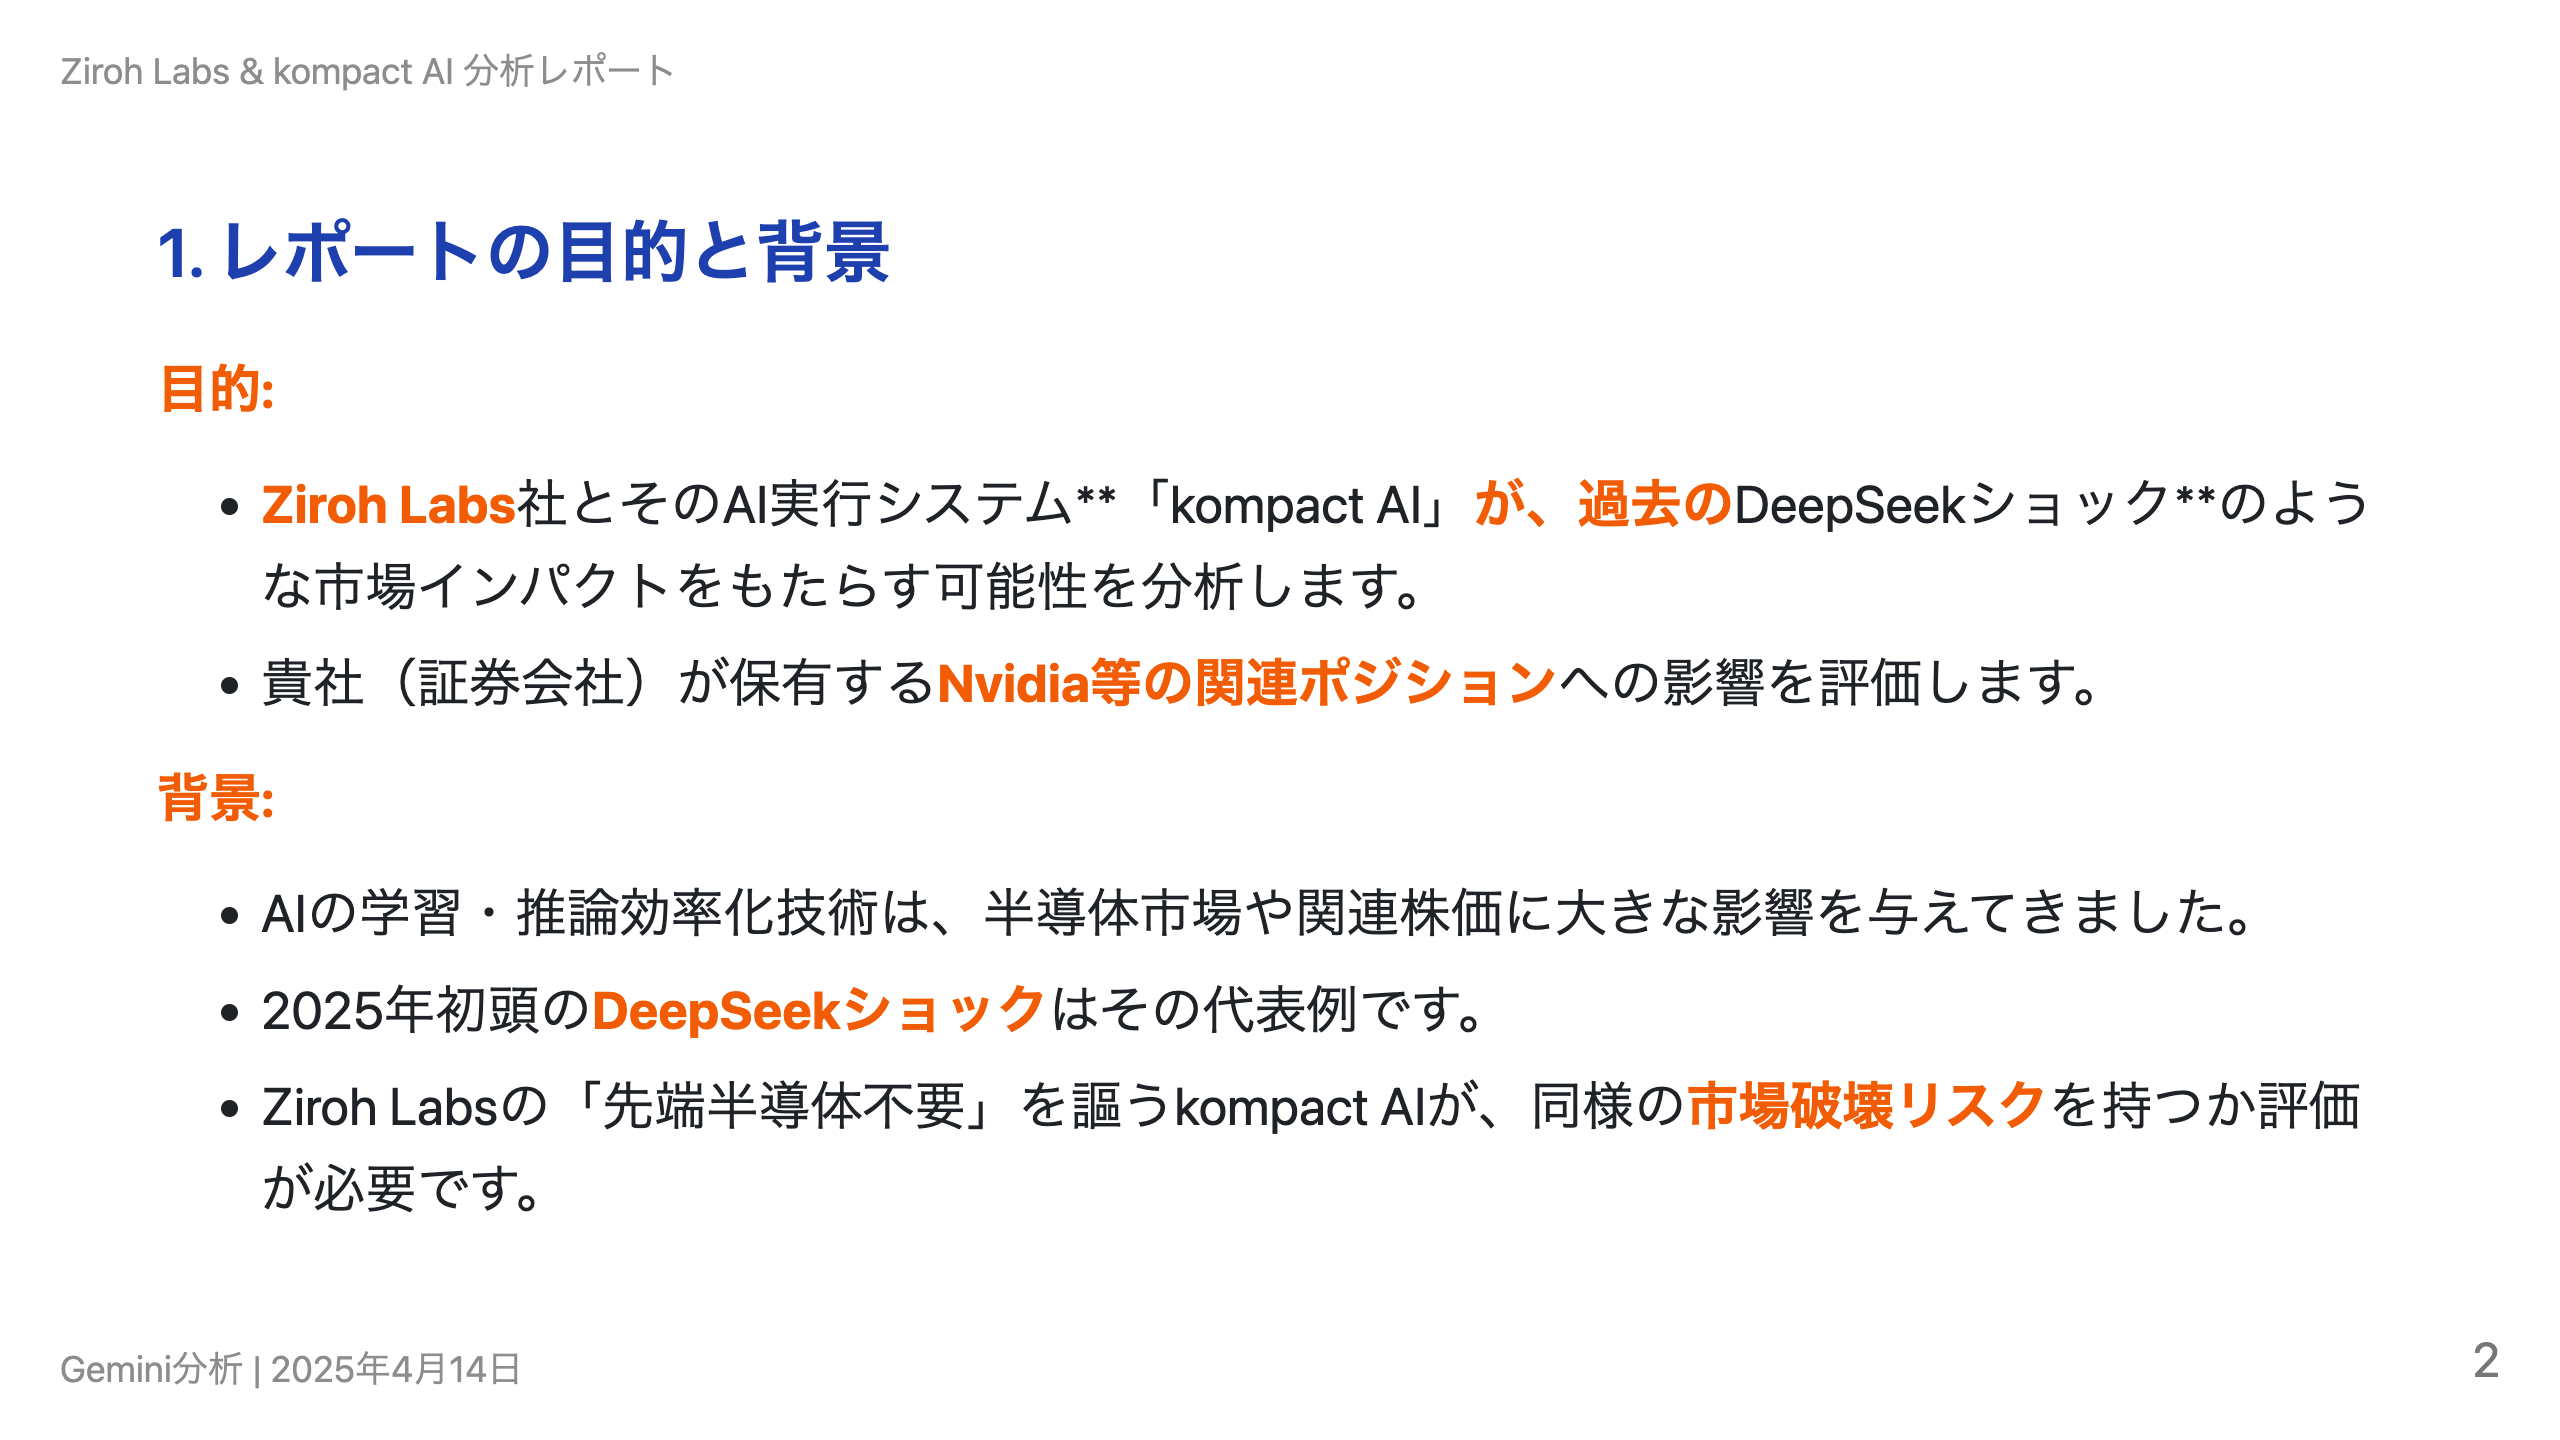 Ziroh Labs & kompact AI 分析レポート
1. レポートの目的と背景
目的:
• Ziroh Labs社とそのAI実行システム**「kompact AI」が、過去のDeepSeekショック**のよう
な市場インパクトをもたらす可能性を分析します。
• 貴社（証券会社）が保有するNvidia等の関連ポジションへの影響を評価します。
背景:
• AIの学習・推論効率化技術は、半導体市場や関連株価に大きな影響を与えてきました。
• 2025年初頭のDeepSeekショックはその代表例です。
• Ziroh Labsの「先端半導体不要」を謳うkompact AIが、同様の市場破壊リスクを持つか評価
が必要です。
Gemini分析 | 2025年4月14日
2